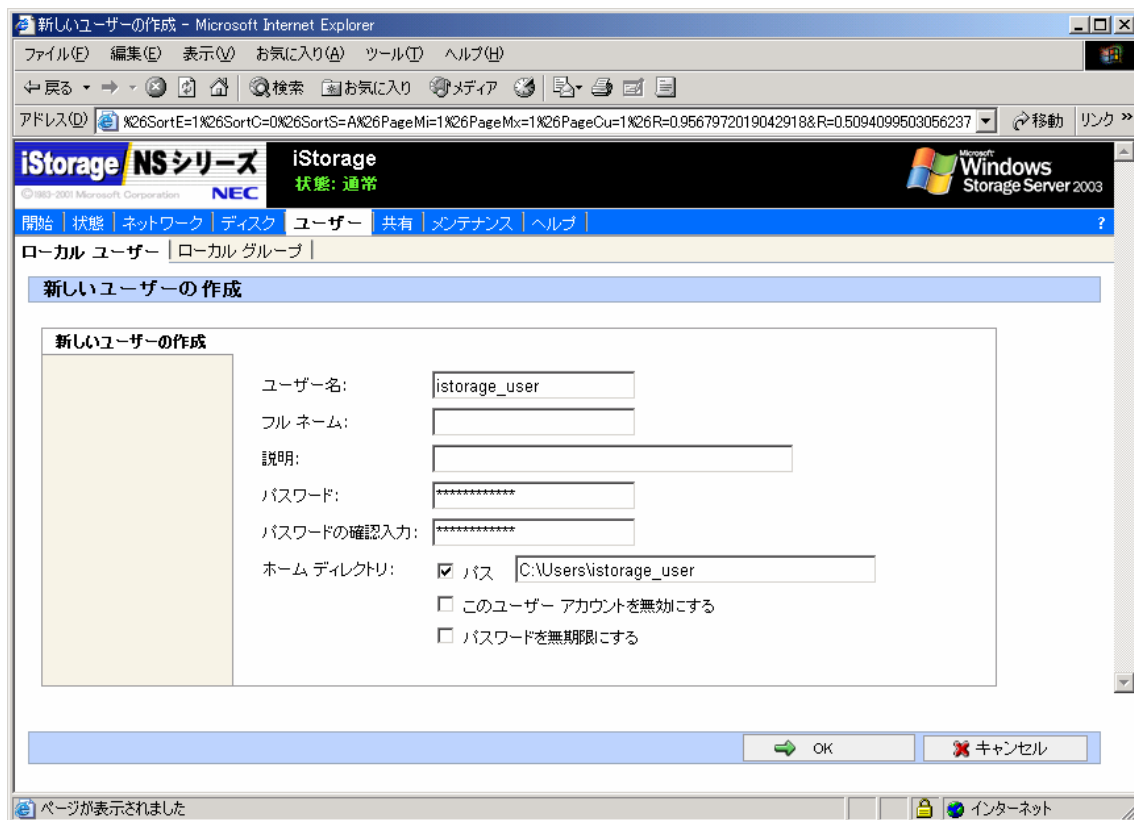 新しいユーザーの作成 - Microsoft Internet Explorer
ファイル(F) 編集(E) 表示(V) お気に入り(A) ツール(T) ヘルプ(H)
戻る 検索 お気に入り メディア
アドレス(D) %26SortE=1%26SortC=0%26SortS=A%26PageMi=1%26PageMx=1%26PageCu=1%26R=0.9567972019042918&R=0.5094099503056237 移動 リンク »
iStorage NSシリーズ
©1983-2001 Microsoft Corporation NEC
iStorage
状態: 通常
Microsoft Windows Storage Server 2003
開始 状態 ネットワーク ディスク ユーザー 共有 メンテナンス ヘルプ ?
ローカル ユーザー ローカル グループ
新しいユーザーの作成
新しいユーザーの作成
ユーザー名: istorage_user
フル ネーム:
説明:
パスワード: ************
パスワードの確認入力: ************
ホーム ディレクトリ: パス C:\Users\istorage_user
このユーザー アカウントを無効にする
パスワードを無期限にする
OK キャンセル
ページが表示されました インターネット